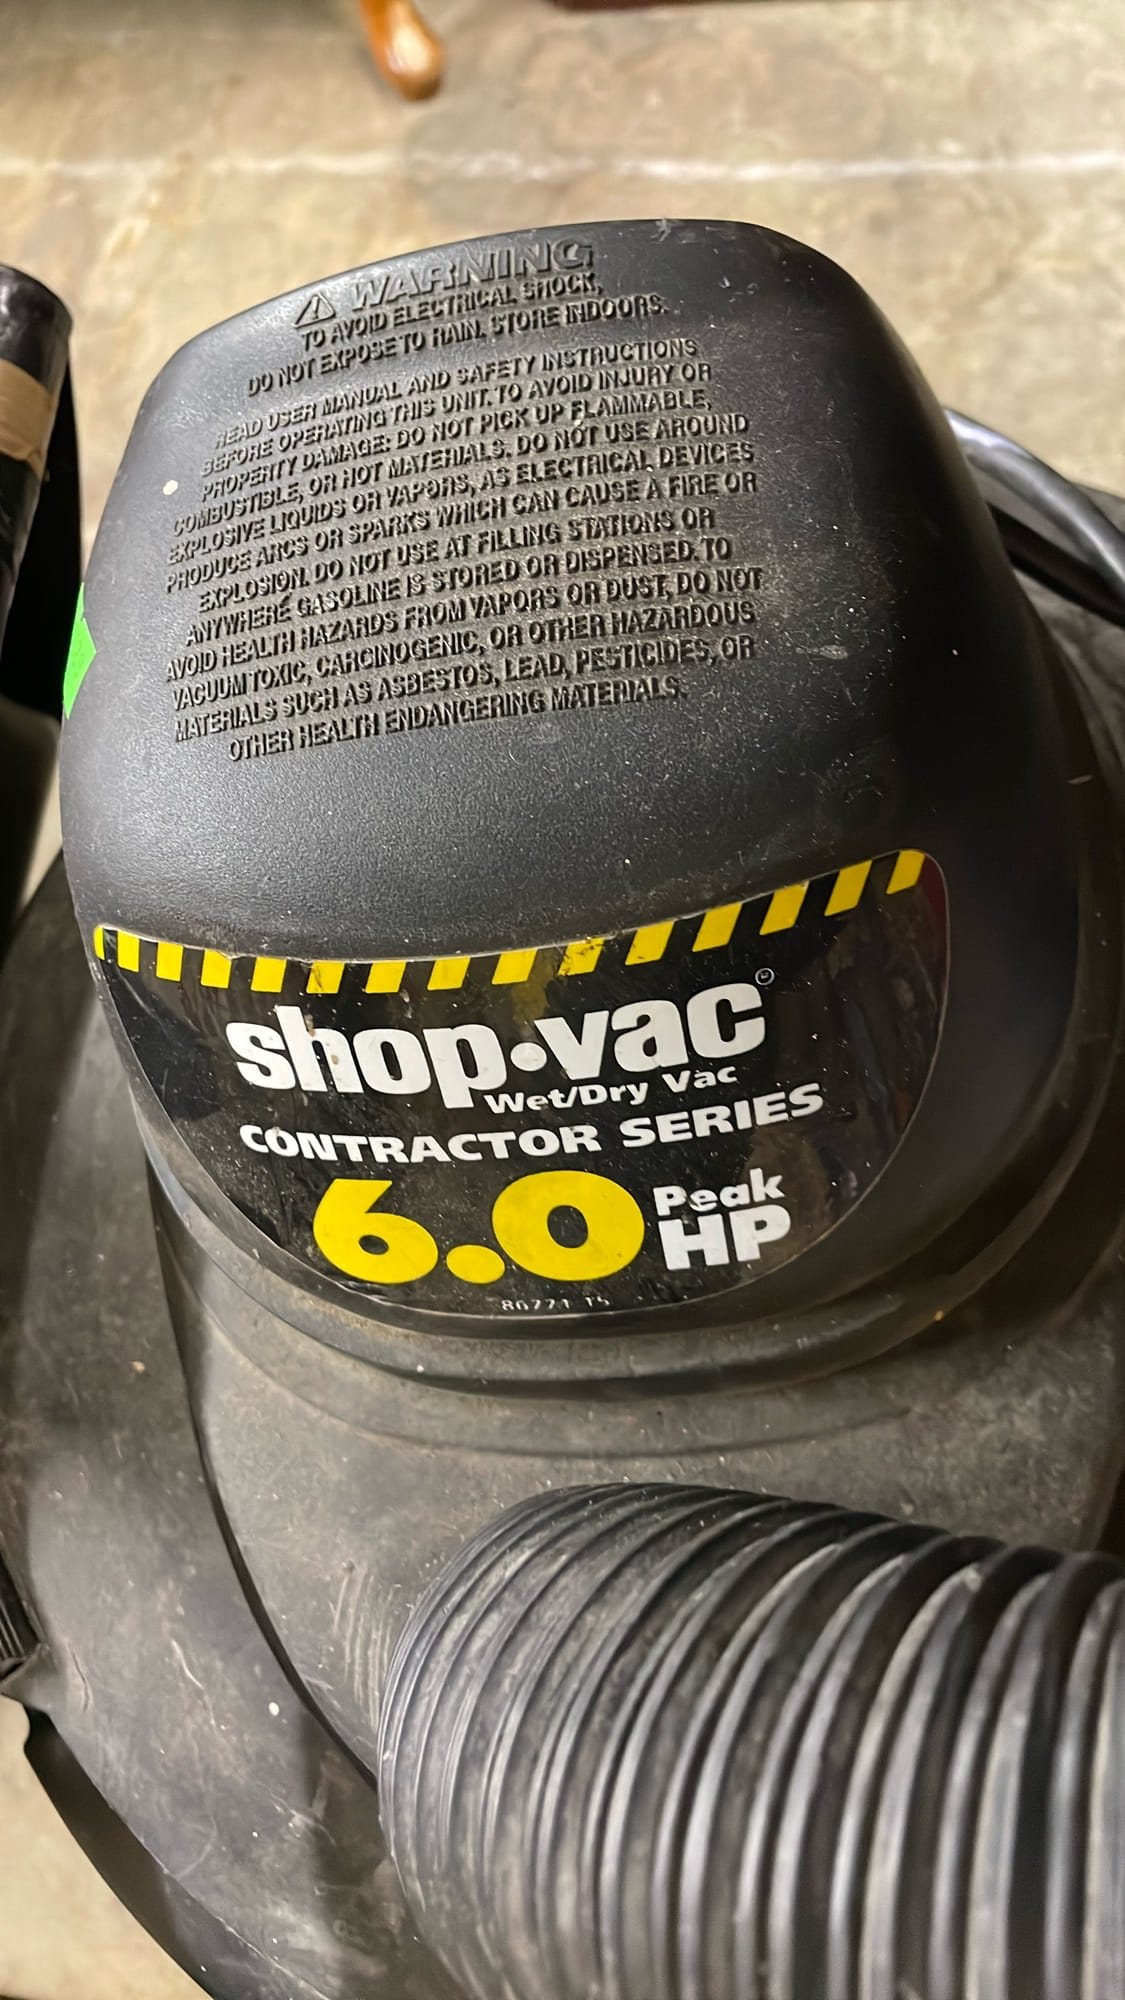 ⚠ WARNING
TO AVOID ELECTRICAL SHOCK,
DO NOT EXPOSE TO RAIN. STORE INDOORS.
READ USER MANUAL AND SAFETY INSTRUCTIONS
BEFORE OPERATING THIS UNIT. TO AVOID INJURY OR
PROPERTY DAMAGE: DO NOT PICK UP FLAMMABLE,
COMBUSTIBLE, OR HOT MATERIALS. DO NOT USE AROUND
EXPLOSIVE LIQUIDS OR VAPORS, AS ELECTRICAL DEVICES
PRODUCE ARCS OR SPARKS WHICH CAN CAUSE A FIRE OR
EXPLOSION. DO NOT USE AT FILLING STATIONS OR
ANYWHERE GASOLINE IS STORED OR DISPENSED. TO
AVOID HEALTH HAZARDS FROM VAPORS OR DUST, DO NOT
VACUUM TOXIC, CARCINOGENIC, OR OTHER HAZARDOUS
MATERIALS SUCH AS ASBESTOS, LEAD, PESTICIDES, OR
OTHER HEALTH ENDANGERING MATERIALS.
shop·vac®
Wet/Dry Vac
CONTRACTOR SERIES
6.0 Peak
HP